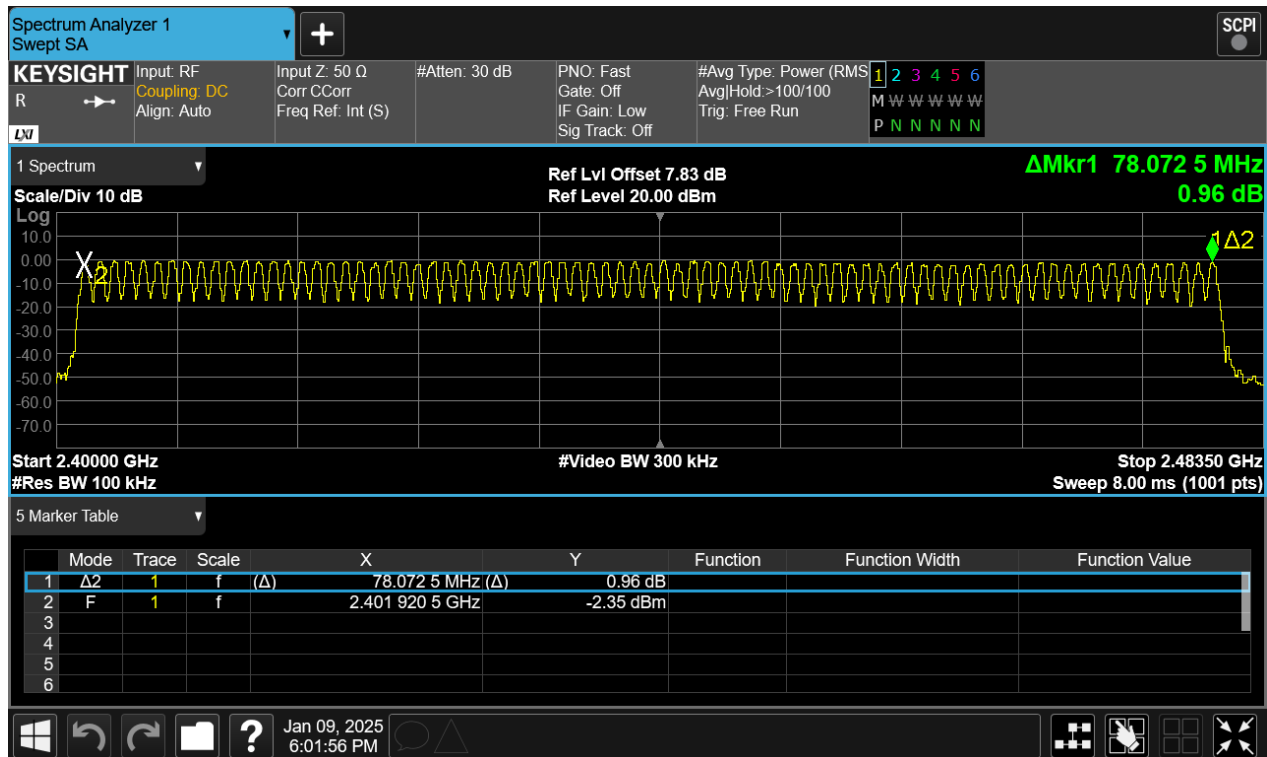 Spectrum Analyzer 1
Swept SA
+
SCPI
KEYSIGHT
R
LXI
Input: RF
Coupling: DC
Align: Auto
Input Z: 50 Ω
Corr CCorr
Freq Ref: Int (S)
#Atten: 30 dB
PNO: Fast
Gate: Off
IF Gain: Low
Sig Track: Off
#Avg Type: Power (RMS
Avg|Hold:>100/100
Trig: Free Run
1 2 3 4 5 6
M W W W W W
P N N N N N
1 Spectrum
Scale/Div 10 dB
Ref Lvl Offset 7.83 dB
Ref Level 20.00 dBm
ΔMkr1 78.072 5 MHz
0.96 dB
Log
10.0
0.00
-10.0
-20.0
-30.0
-40.0
-50.0
-60.0
-70.0
X2
1Δ2
Start 2.40000 GHz
#Video BW 300 kHz
Stop 2.48350 GHz
#Res BW 100 kHz
Sweep 8.00 ms (1001 pts)
5 Marker Table
Mode Trace Scale X Y Function Function Width Function Value
1 Δ2 1 f (Δ) 78.072 5 MHz (Δ) 0.96 dB
2 F 1 f 2.401 920 5 GHz -2.35 dBm
3
4
5
6
?
Jan 09, 2025
6:01:56 PM